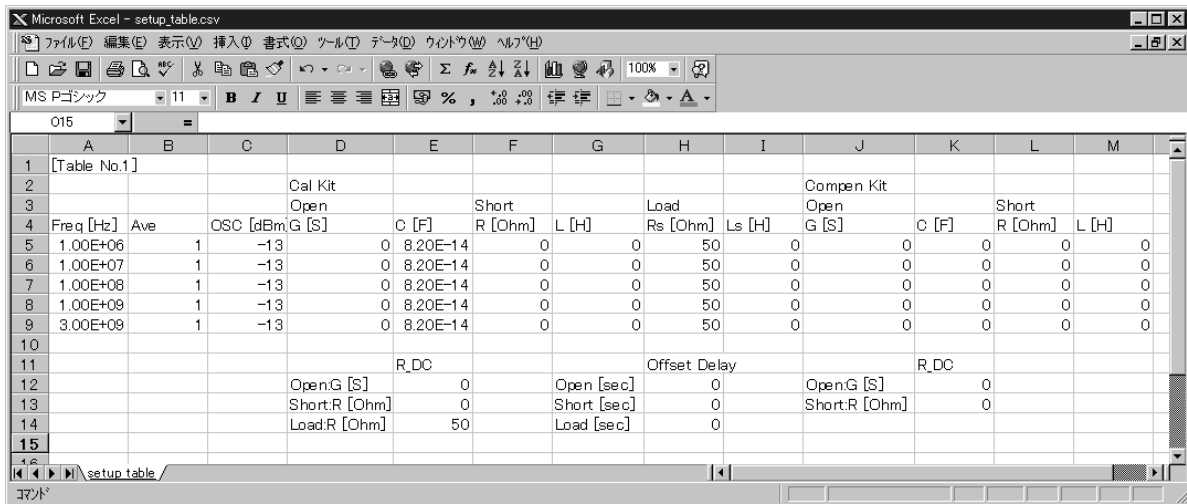 Microsoft Excel - setup_table.csv
ファイル(F) 編集(E) 表示(V) 挿入(I) 書式(O) ツール(T) データ(D) ウィンドウ(W) ヘルプ(H)
100%
MS Pゴシック 11 B I U % ,
O15 =
A B C D E F G H I J K L M
1 [Table No.1]
2 Cal Kit Compen Kit
3 Open Short Load Open Short
4 Freq [Hz] Ave OSC [dBm G [S] C [F] R [Ohm] L [H] Rs [Ohm] Ls [H] G [S] C [F] R [Ohm] L [H]
5 1.00E+06 1 -13 0 8.20E-14 0 0 50 0 0 0 0 0
6 1.00E+07 1 -13 0 8.20E-14 0 0 50 0 0 0 0 0
7 1.00E+08 1 -13 0 8.20E-14 0 0 50 0 0 0 0 0
8 1.00E+09 1 -13 0 8.20E-14 0 0 50 0 0 0 0 0
9 3.00E+09 1 -13 0 8.20E-14 0 0 50 0 0 0 0 0
10
11 R_DC Offset Delay R_DC
12 Open:G [S] 0 Open [sec] 0 Open:G [S] 0
13 Short:R [Ohm] 0 Short [sec] 0 Short:R [Ohm] 0
14 Load:R [Ohm] 50 Load [sec] 0
15
16
setup_table
コマンド